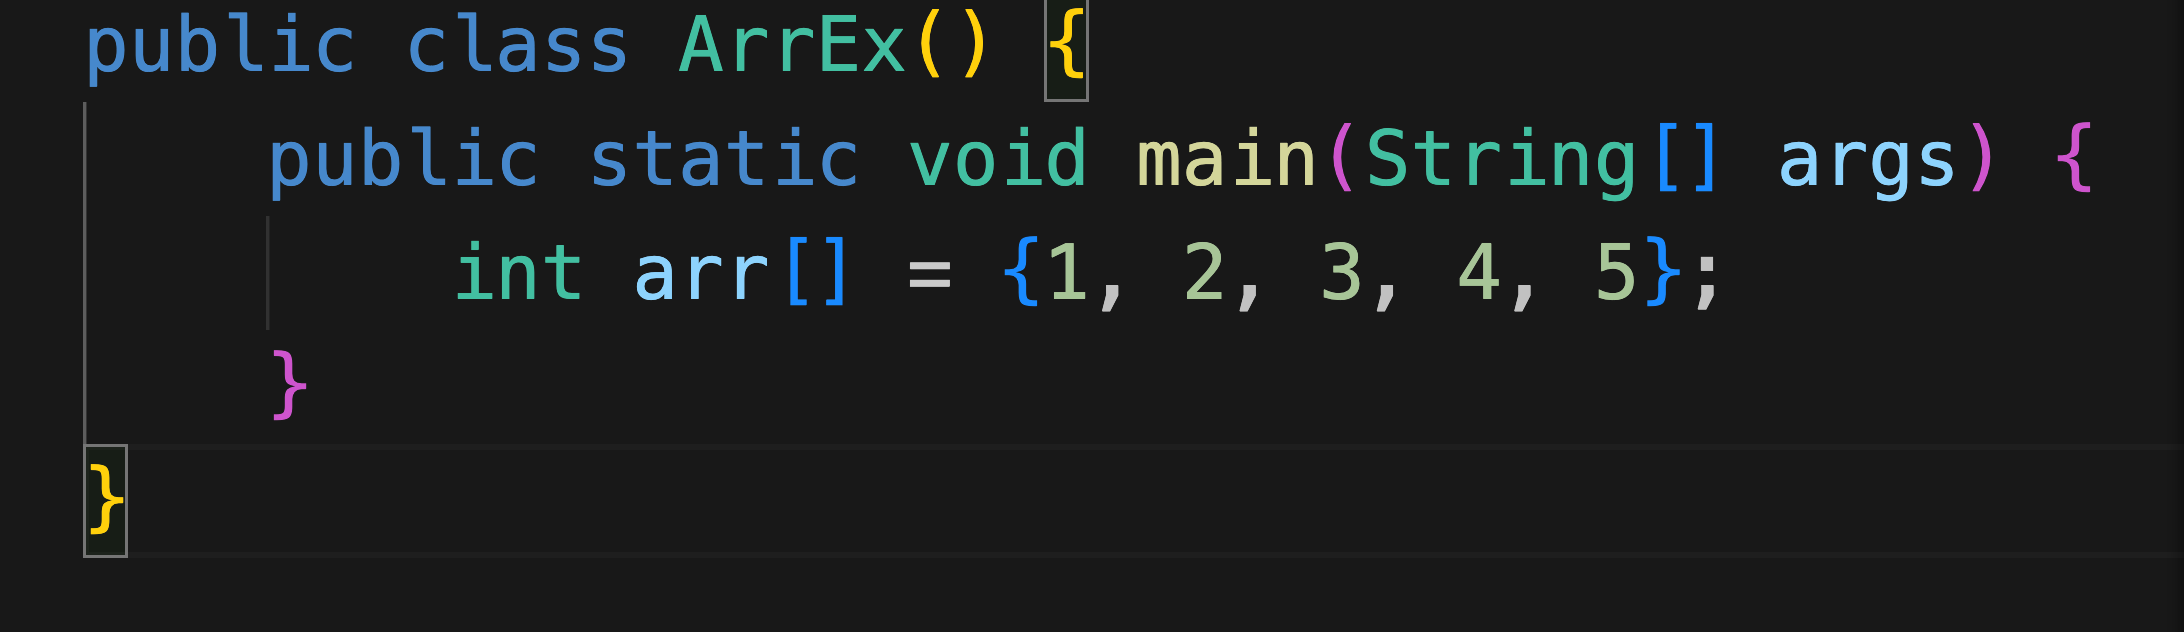 public class ArrEx() {
    public static void main(String[] args) {
        int arr[] = {1, 2, 3, 4, 5};
    }
}